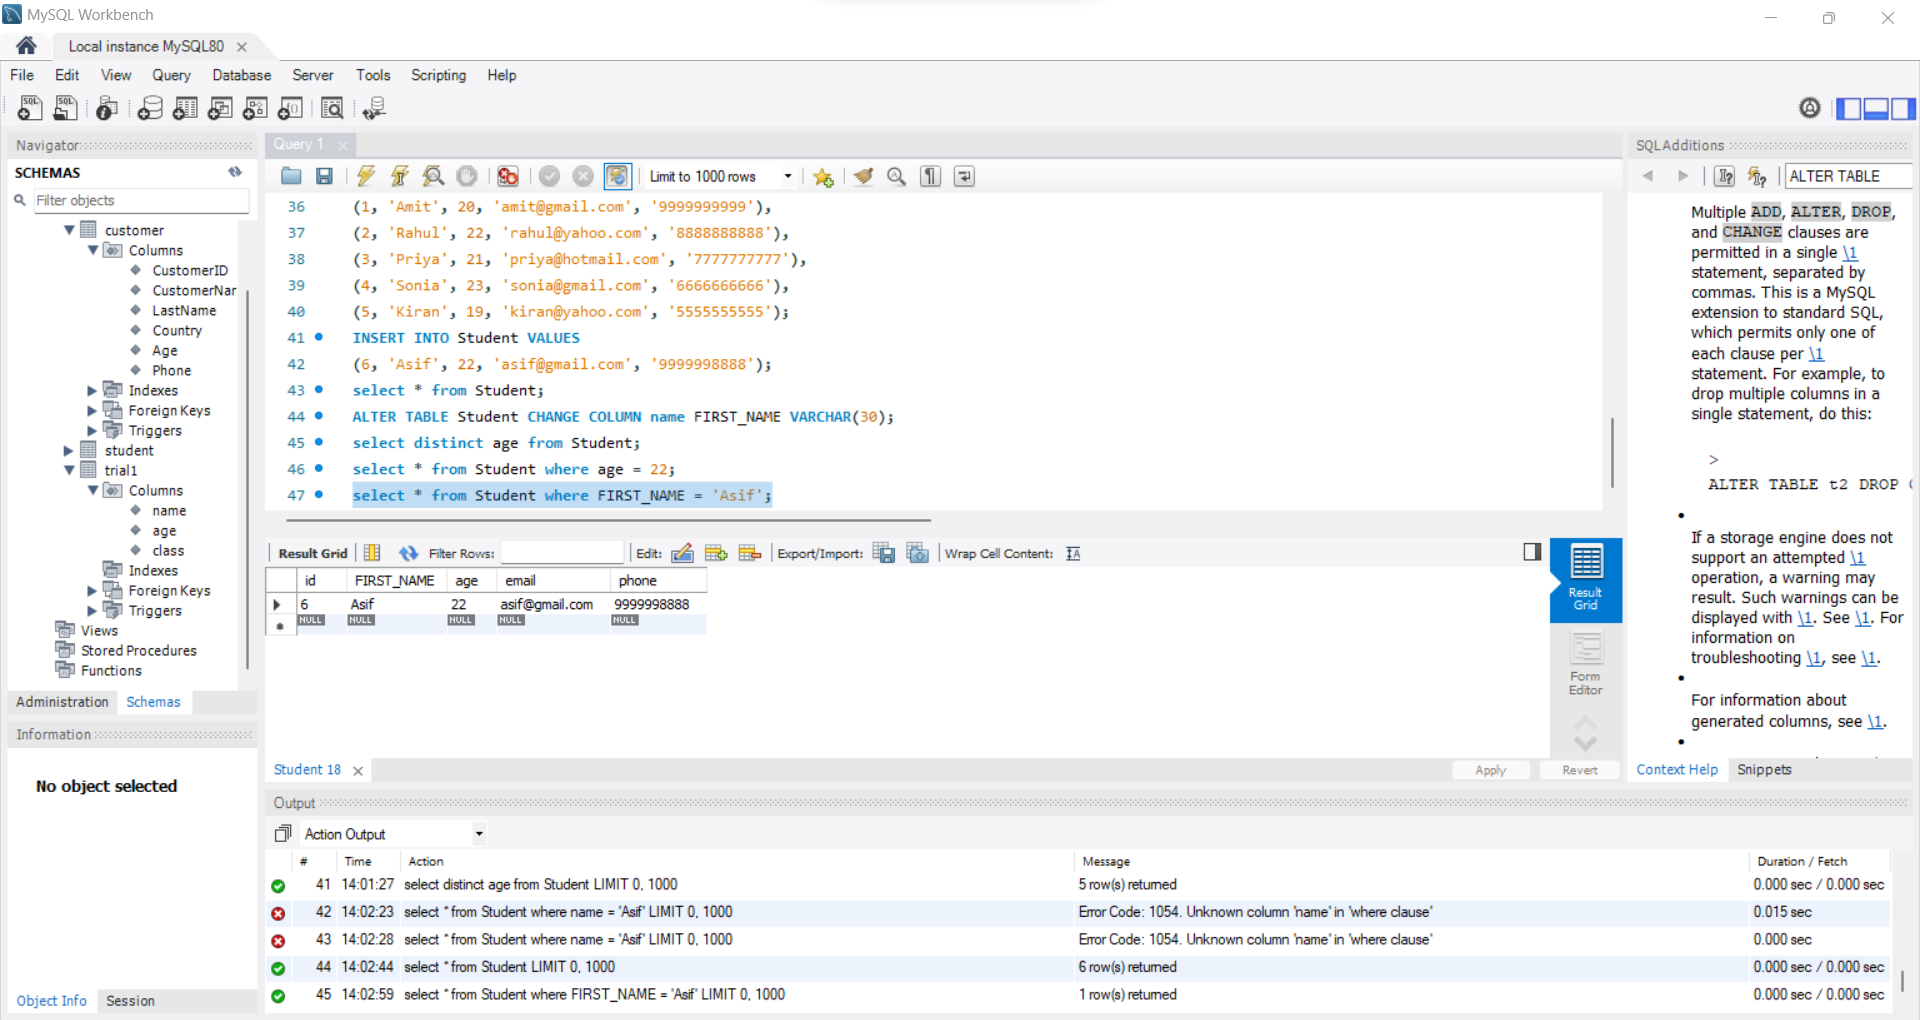 MySQL Workbench
Local instance MySQL80
File Edit View Query Database Server Tools Scripting Help
Navigator
SCHEMAS
Filter objects
customer
Columns
CustomerID
CustomerNar
LastName
Country
Age
Phone
Indexes
Foreign Keys
Triggers
student
trial1
Columns
name
age
class
Indexes
Foreign Keys
Triggers
Views
Stored Procedures
Functions
Administration Schemas
Information
No object selected
Object Info Session
Query 1
Limit to 1000 rows
36 (1, 'Amit', 20, 'amit@gmail.com', '9999999999'),
37 (2, 'Rahul', 22, 'rahul@yahoo.com', '8888888888'),
38 (3, 'Priya', 21, 'priya@hotmail.com', '7777777777'),
39 (4, 'Sonia', 23, 'sonia@gmail.com', '6666666666'),
40 (5, 'Kiran', 19, 'kiran@yahoo.com', '5555555555');
41 INSERT INTO Student VALUES
42 (6, 'Asif', 22, 'asif@gmail.com', '9999998888');
43 select * from Student;
44 ALTER TABLE Student CHANGE COLUMN name FIRST_NAME VARCHAR(30);
45 select distinct age from Student;
46 select * from Student where age = 22;
47 select * from Student where FIRST_NAME = 'Asif';
Result Grid Filter Rows: Edit: Export/Import: Wrap Cell Content:
id FIRST_NAME age email phone
6 Asif 22 asif@gmail.com 9999998888
NULL NULL NULL NULL NULL
Result
Grid
Form
Editor
Student 18
Apply Revert
SQLAdditions
ALTER TABLE
Multiple ADD, ALTER, DROP,
and CHANGE clauses are
permitted in a single \1
statement, separated by
commas. This is a MySQL
extension to standard SQL,
which permits only one of
each clause per \1
statement. For example, to
drop multiple columns in a
single statement, do this:
>
ALTER TABLE t2 DROP
If a storage engine does not
support an attempted \1
operation, a warning may
result. Such warnings can be
displayed with \1. See \1. For
information on
troubleshooting \1, see \1.
For information about
generated columns, see \1.
Context Help Snippets
Output
Action Output
# Time Action Message Duration / Fetch
41 14:01:27 select distinct age from Student LIMIT 0, 1000 5 row(s) returned 0.000 sec / 0.000 sec
42 14:02:23 select * from Student where name = 'Asif' LIMIT 0, 1000 Error Code: 1054. Unknown column 'name' in 'where clause' 0.015 sec
43 14:02:28 select * from Student where name = 'Asif' LIMIT 0, 1000 Error Code: 1054. Unknown column 'name' in 'where clause' 0.000 sec
44 14:02:44 select * from Student LIMIT 0, 1000 6 row(s) returned 0.000 sec / 0.000 sec
45 14:02:59 select * from Student where FIRST_NAME = 'Asif' LIMIT 0, 1000 1 row(s) returned 0.000 sec / 0.000 sec